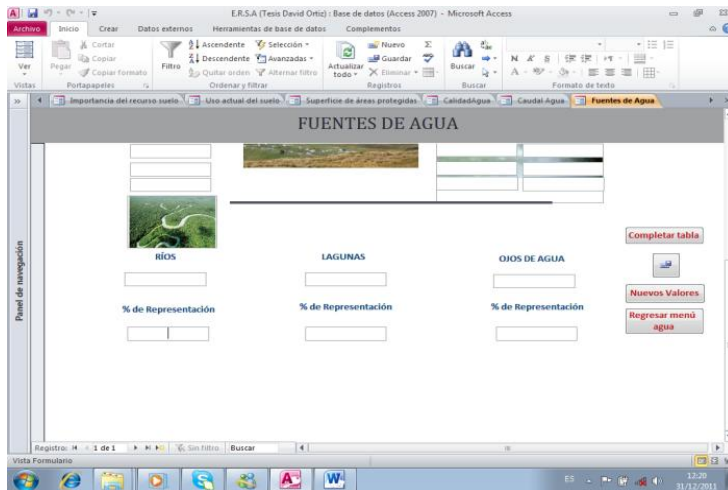 E.R.S.A (Tesis David Ortiz) : Base de datos (Access 2007) - Microsoft Access
Archivo Inicio Crear Datos externos Herramientas de base de datos Complementos
Ver
Pegar
Cortar
Copiar
Copiar formato
Filtro
Ascendente
Descendente
Quitar orden
Selección
Avanzadas
Alternar filtro
Actualizar todo
Nuevo
Guardar
Eliminar
Buscar
N K S
A
Vistas Portapapeles Ordenar y filtrar Registros Buscar Formato de texto
Importancia del recurso suelo Uso actual del suelo Superficie de áreas protegidas CalidadAgua Caudal Agua Fuentes de Agua
FUENTES DE AGUA
Panel de navegación
RÍOS LAGUNAS OJOS DE AGUA
% de Representación % de Representación % de Representación
Completar tabla
Nuevos Valores
Regresar menú
agua
Registro: 1 de 1 Sin filtro Buscar
Vista Formulario
ES 12:20
31/12/2011